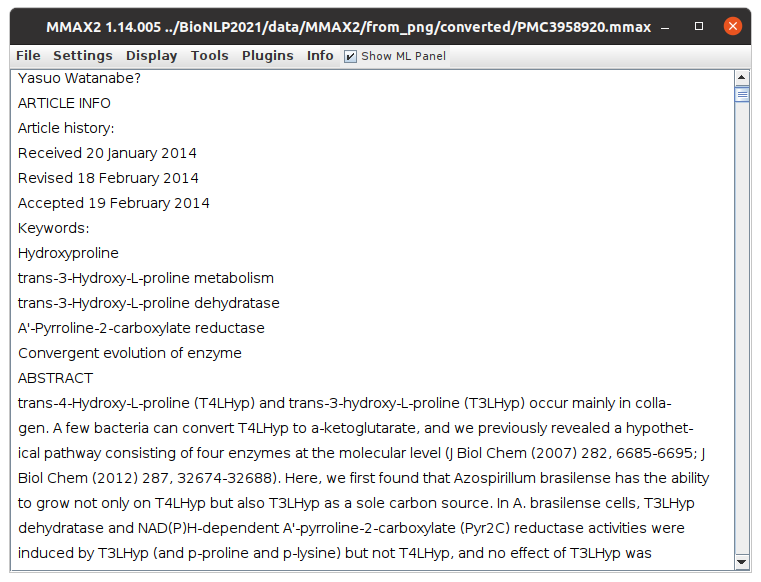 MMAX2 1.14.005 ../BioNLP2021/data/MMAX2/from_png/converted/PMC3958920.mmax
File Settings Display Tools Plugins Info Show ML Panel
Yasuo Watanabe?
ARTICLE INFO
Article history:
Received 20 January 2014
Revised 18 February 2014
Accepted 19 February 2014
Keywords:
Hydroxyproline
trans-3-Hydroxy-L-proline metabolism
trans-3-Hydroxy-L-proline dehydratase
A'-Pyrroline-2-carboxylate reductase
Convergent evolution of enzyme
ABSTRACT
trans-4-Hydroxy-L-proline (T4LHyp) and trans-3-hydroxy-L-proline (T3LHyp) occur mainly in colla-
gen. A few bacteria can convert T4LHyp to a-ketoglutarate, and we previously revealed a hypothet-
ical pathway consisting of four enzymes at the molecular level (J Biol Chem (2007) 282, 6685-6695; J
Biol Chem (2012) 287, 32674-32688). Here, we first found that Azospirillum brasilense has the ability
to grow not only on T4LHyp but also T3LHyp as a sole carbon source. In A. brasilense cells, T3LHyp
dehydratase and NAD(P)H-dependent A'-pyrroline-2-carboxylate (Pyr2C) reductase activities were
induced by T3LHyp (and p-proline and p-lysine) but not T4LHyp, and no effect of T3LHyp was